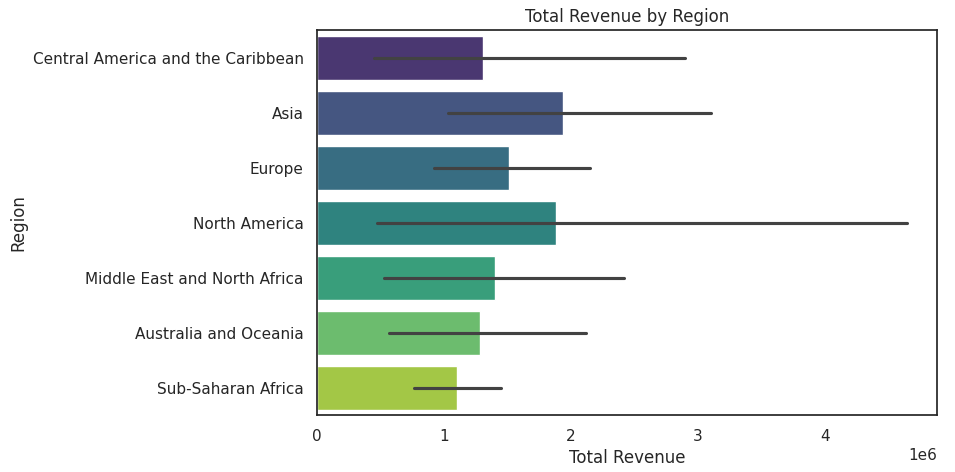 Total Revenue by Region
Central America and the Caribbean
Asia
Europe
North America
Middle East and North Africa
Australia and Oceania
Sub-Saharan Africa
Region
0 1 2 3 4
1e6
Total Revenue